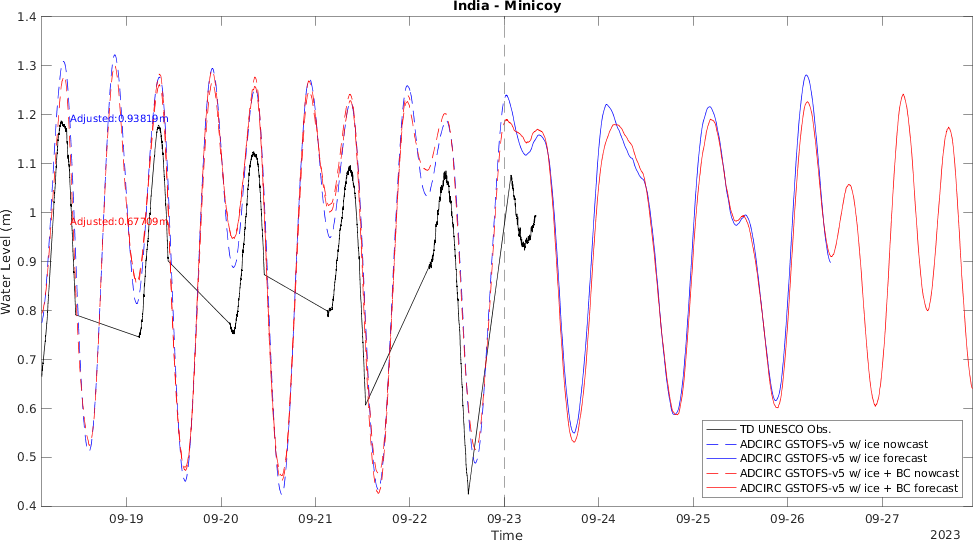 India - Minicoy
Water Level (m)
1.4
1.3
1.2
1.1
1
0.9
0.8
0.7
0.6
0.5
0.4
Adjusted:0.93819m
Adjusted:0.67709m
TD UNESCO Obs.
ADCIRC GSTOFS-v5 w/ ice nowcast
ADCIRC GSTOFS-v5 w/ ice forecast
ADCIRC GSTOFS-v5 w/ ice + BC nowcast
ADCIRC GSTOFS-v5 w/ ice + BC forecast
09-19 09-20 09-21 09-22 09-23 09-24 09-25 09-26 09-27
Time
2023